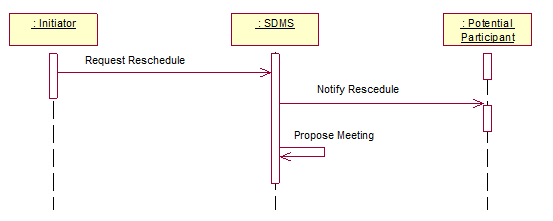 : Initiator
: SDMS
: Potential
Participant
Request Reschedule
Notify Rescedule
Propose Meeting